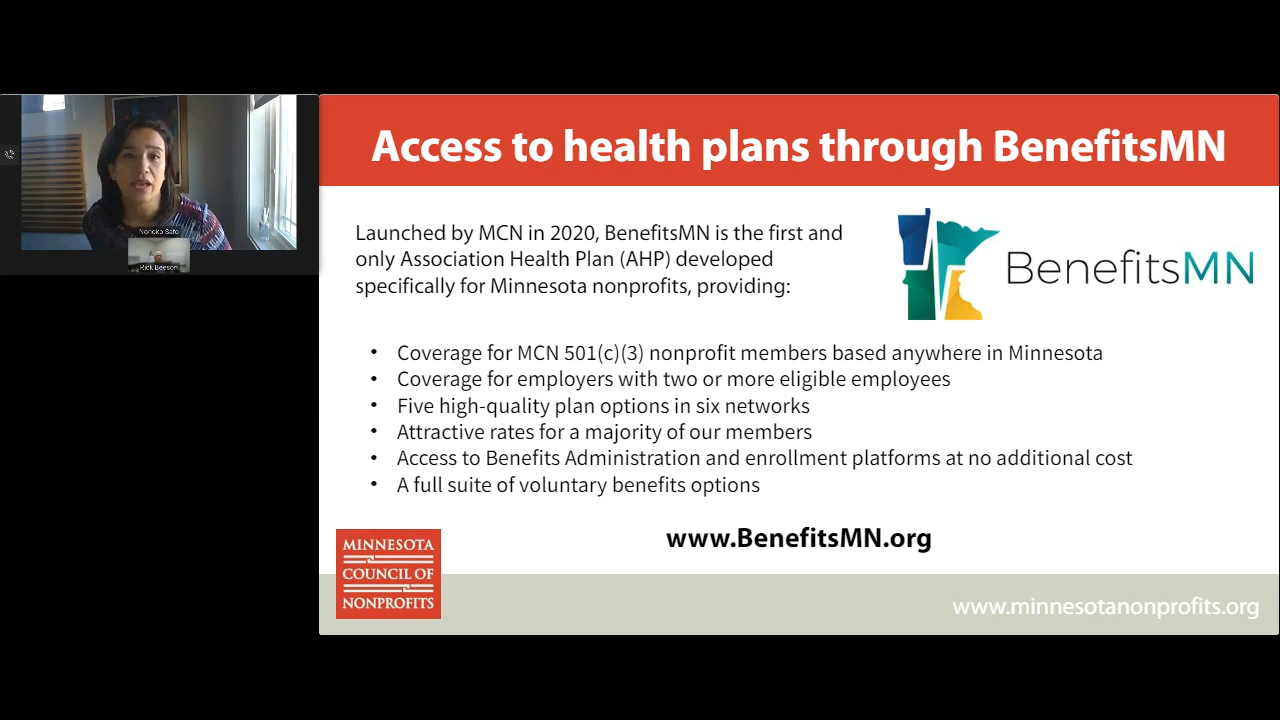 Access to health plans through BenefitsMN
Nonoko Sato
Rick Beeson
Launched by MCN in 2020, BenefitsMN is the first and
only Association Health Plan (AHP) developed
specifically for Minnesota nonprofits, providing:
BenefitsMN
• Coverage for MCN 501(c)(3) nonprofit members based anywhere in Minnesota
• Coverage for employers with two or more eligible employees
• Five high-quality plan options in six networks
• Attractive rates for a majority of our members
• Access to Benefits Administration and enrollment platforms at no additional cost
• A full suite of voluntary benefits options
www.BenefitsMN.org
MINNESOTA
COUNCIL OF
NONPROFITS
www.minnesotanonprofits.org